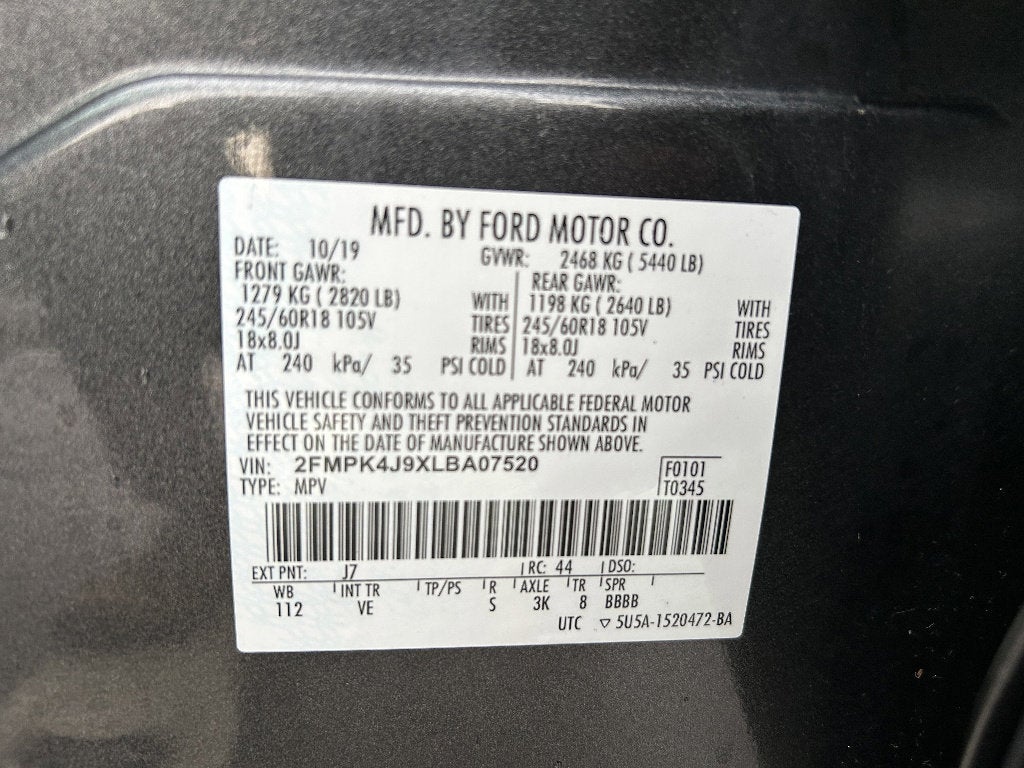 MFD. BY FORD MOTOR CO.
DATE: 10/19 GVWR: 2468 KG ( 5440 LB)
FRONT GAWR: REAR GAWR:
1279 KG ( 2820 LB) WITH 1198 KG ( 2640 LB) WITH
245/60R18 105V TIRES 245/60R18 105V TIRES
18x8.0J RIMS 18x8.0J RIMS
AT 240 kPa/ 35 PSI COLD AT 240 kPa/ 35 PSI COLD
THIS VEHICLE CONFORMS TO ALL APPLICABLE FEDERAL MOTOR
VEHICLE SAFETY AND THEFT PREVENTION STANDARDS IN
EFFECT ON THE DATE OF MANUFACTURE SHOWN ABOVE.
VIN: 2FMPK4J9XLBA07520 F0101
TYPE: MPV T0345
EXT PNT: J7 RC: 44 DSO:
WB INT TR TP/PS R AXLE TR SPR
112 VE S 3K 8 BBBB
UTC ▽ 5U5A-1520472-BA